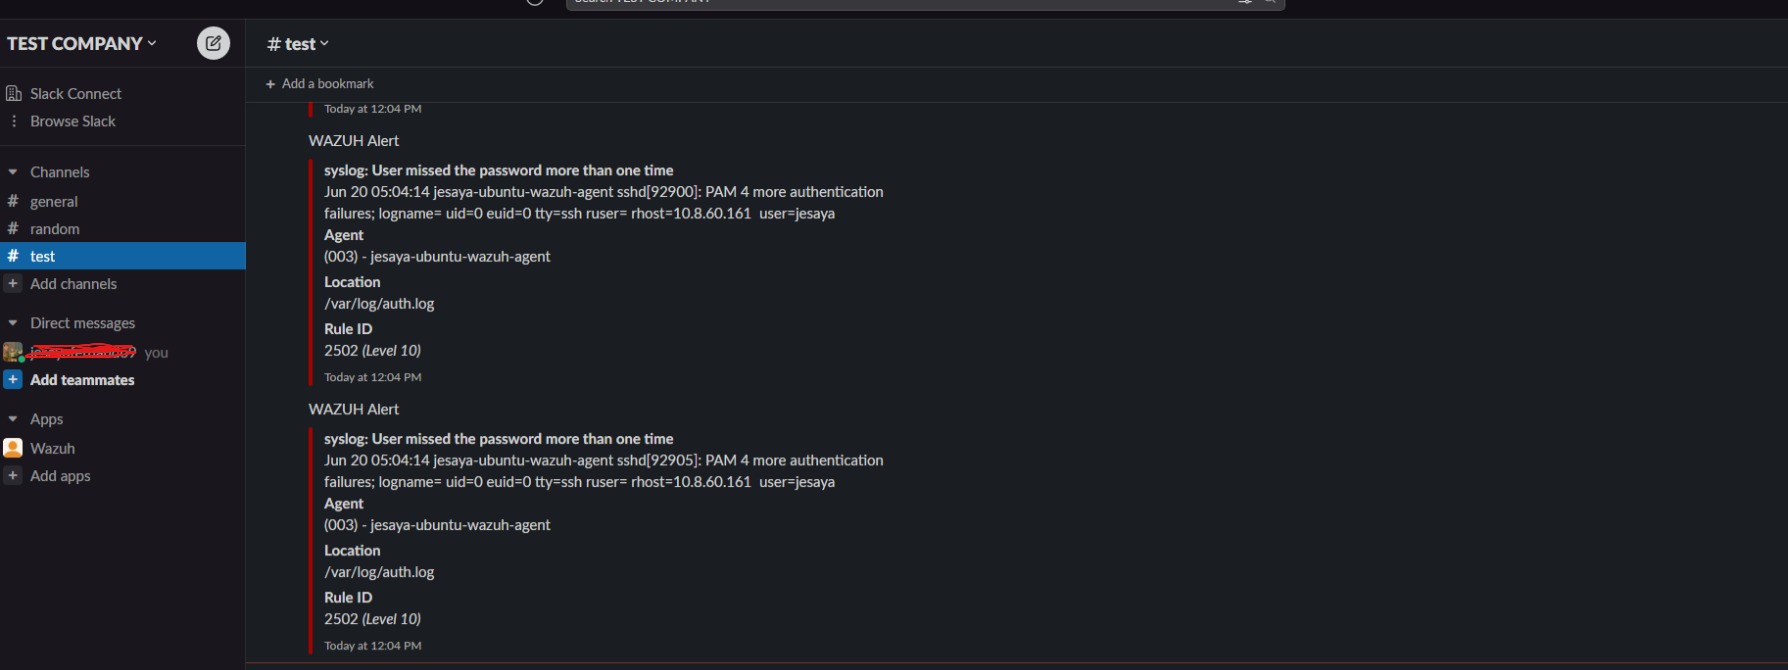 TEST COMPANY
Slack Connect
Browse Slack
Channels
# general
# random
# test
+ Add channels
Direct messages
you
+ Add teammates
Apps
Wazuh
+ Add apps
# test
+ Add a bookmark
Today at 12:04 PM
WAZUH Alert
syslog: User missed the password more than one time
Jun 20 05:04:14 jesaya-ubuntu-wazuh-agent sshd[92900]: PAM 4 more authentication
failures; logname= uid=0 euid=0 tty=ssh ruser= rhost=10.8.60.161  user=jesaya
Agent
(003) - jesaya-ubuntu-wazuh-agent
Location
/var/log/auth.log
Rule ID
2502 (Level 10)
Today at 12:04 PM
WAZUH Alert
syslog: User missed the password more than one time
Jun 20 05:04:14 jesaya-ubuntu-wazuh-agent sshd[92905]: PAM 4 more authentication
failures; logname= uid=0 euid=0 tty=ssh ruser= rhost=10.8.60.161  user=jesaya
Agent
(003) - jesaya-ubuntu-wazuh-agent
Location
/var/log/auth.log
Rule ID
2502 (Level 10)
Today at 12:04 PM